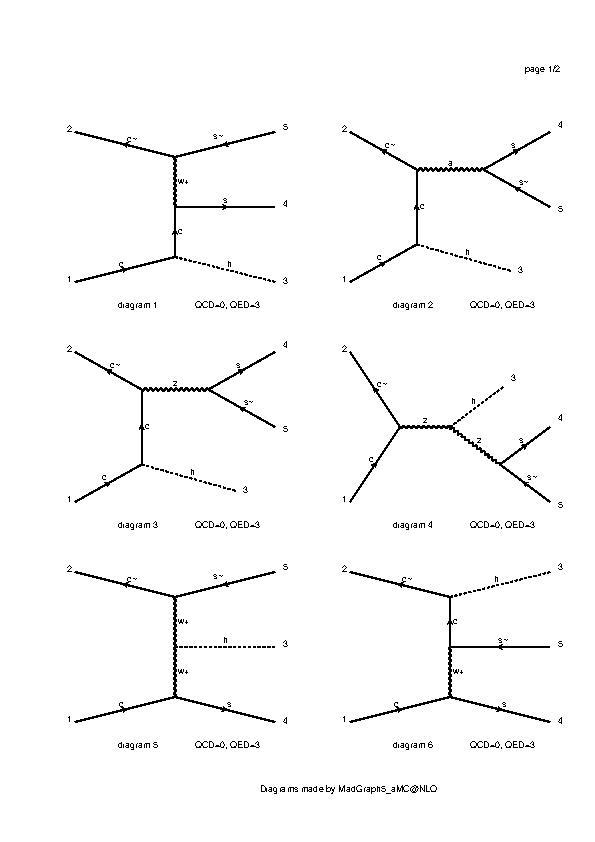 page 1/2
2 c~ s~ 5
w+
s 4
c
c h
1 3
diagram 1 QCD=0, QED=3
2 c~ a s 4
s~ 5
c
c h
1 3
diagram 2 QCD=0, QED=3
2 c~ z s 4
s~ 5
c
c h
1 3
diagram 3 QCD=0, QED=3
2 3
c~ h
z 4
c z s
s~
1 5
diagram 4 QCD=0, QED=3
2 c~ s~ 5
w+
h 3
w+
c s
1 4
diagram 5 QCD=0, QED=3
2 c~ h 3
c
s~ 5
w+
c s
1 4
diagram 6 QCD=0, QED=3
Diagrams made by MadGraph5_aMC@NLO